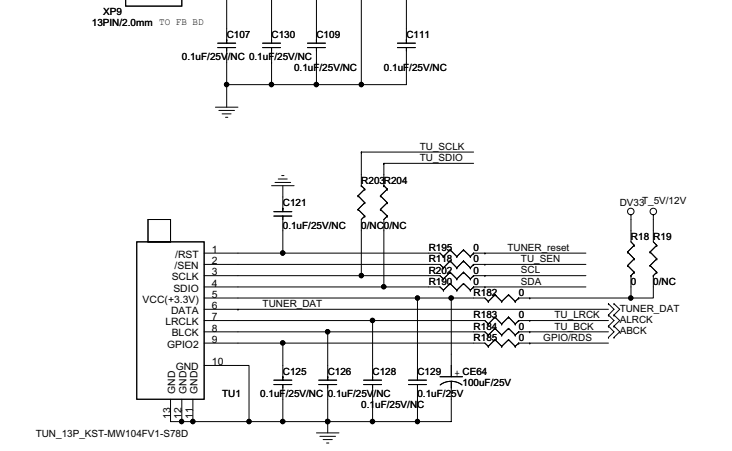 XP9
13PIN/2.0mm TO FB BD
C107 C130 C109 C111
0.1uF/25V/NC 0.1uF/25V/NC 0.1uF/25V/NC 0.1uF/25V/NC
TU_SCLK
TU_SDIO
R203 R204
0/NC 0/NC
C121
0.1uF/25V/NC
DV33 T_5V/12V
R18 R19
0 0/NC
/RST 1 R195 0 TUNER_reset
/SEN 2 R118 0 TU_SEN
SCLK 3 R202 0 SCL
SDIO 4 R190 0 SDA
VCC(+3.3V) 5 R182 0
DATA 6 TUNER_DAT TUNER_DAT
LRCLK 7 R183 0 TU_LRCK ALRCK
BLCK 8 R184 0 TU_BCK ABCK
GPIO2 9 R185 0 GPIO/RDS
GND 10
GND GND GND
13 12 11
TU1
C125 C126 C128 C129 + CE64
0.1uF/25V/NC 0.1uF/25V/NC 0.1uF/25V/NC 0.1uF/25V 100uF/25V
TUN_13P_KST-MW104FV1-S78D